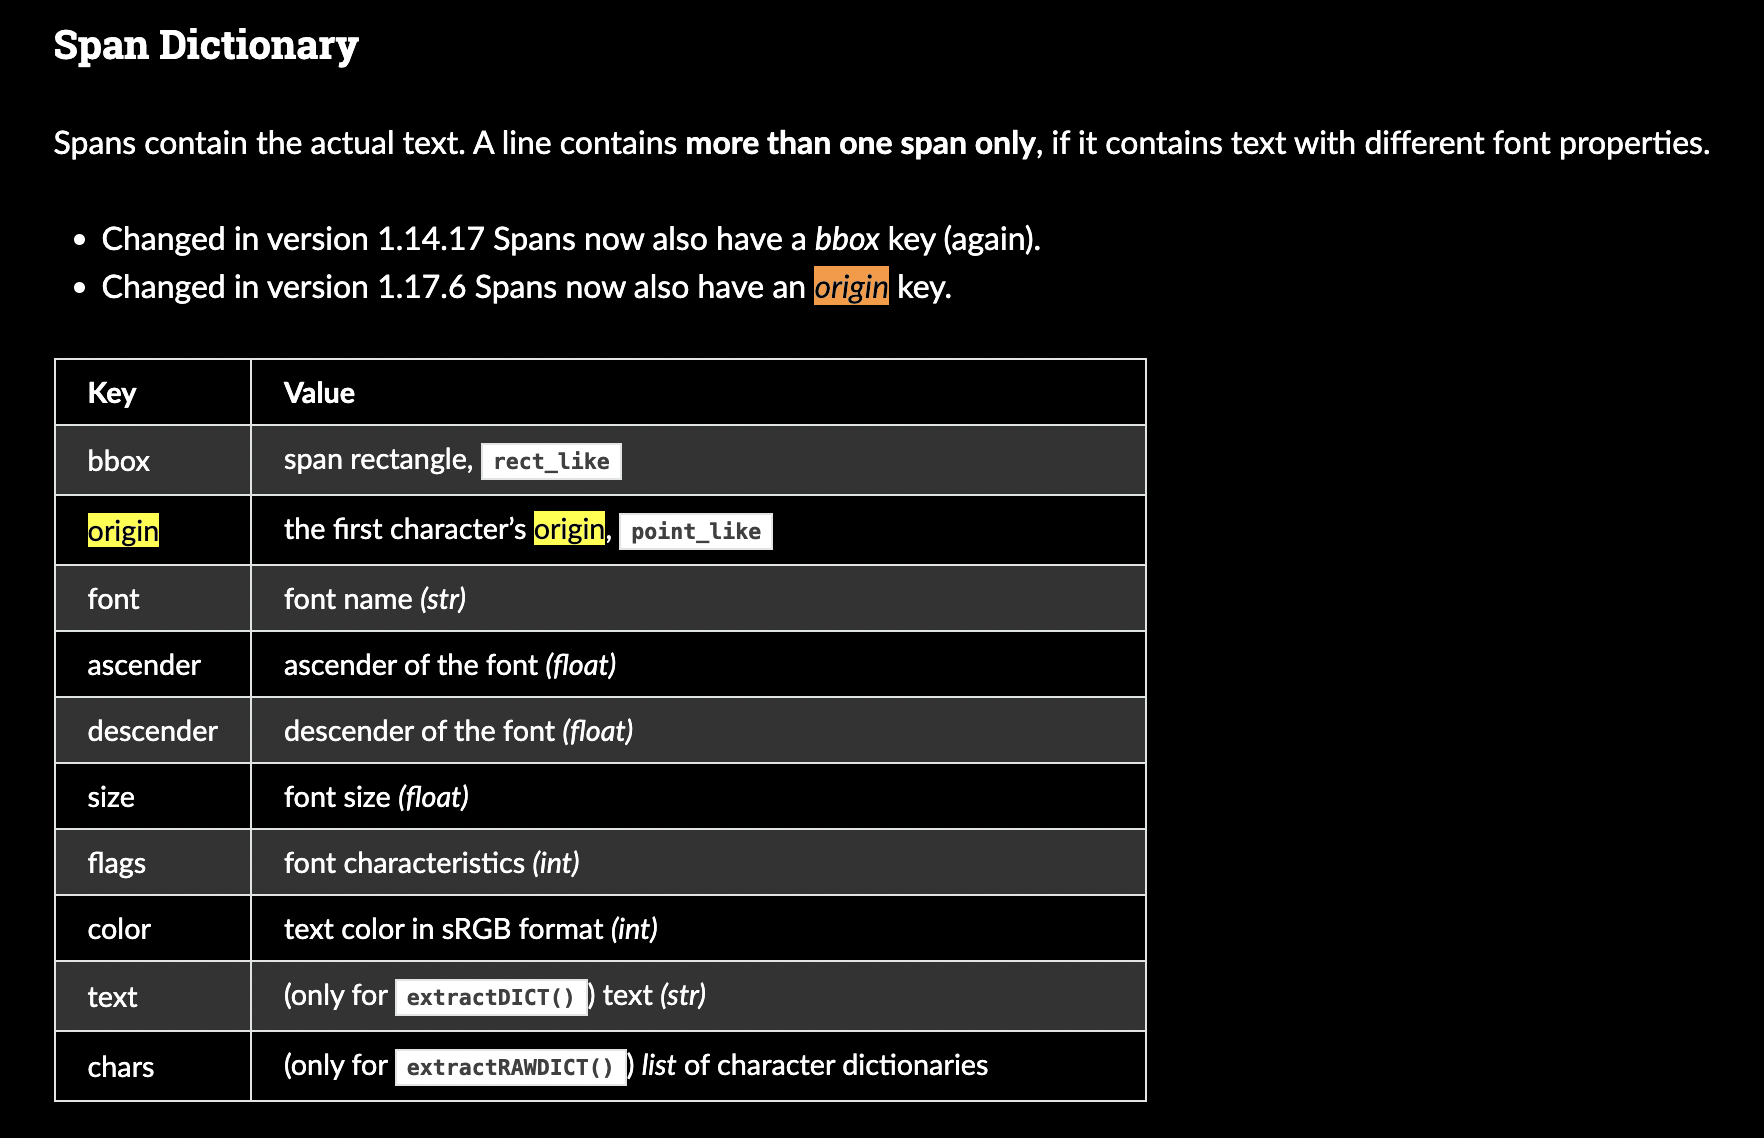 Span Dictionary
Spans contain the actual text. A line contains more than one span only, if it contains text with different font properties.
• Changed in version 1.14.17 Spans now also have a bbox key (again).
• Changed in version 1.17.6 Spans now also have an origin key.
Key Value
bbox span rectangle, rect_like
origin the first character’s origin, point_like
font font name (str)
ascender ascender of the font (float)
descender descender of the font (float)
size font size (float)
flags font characteristics (int)
color text color in sRGB format (int)
text (only for extractDICT() ) text (str)
chars (only for extractRAWDICT() ) list of character dictionaries